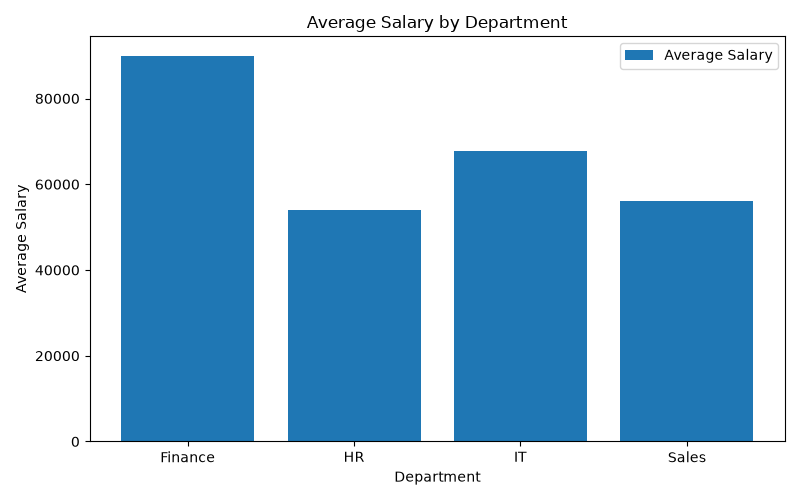 Average Salary by Department
Average Salary
80000
60000
40000
20000
0
Average Salary
Finance
HR
IT
Sales
Department